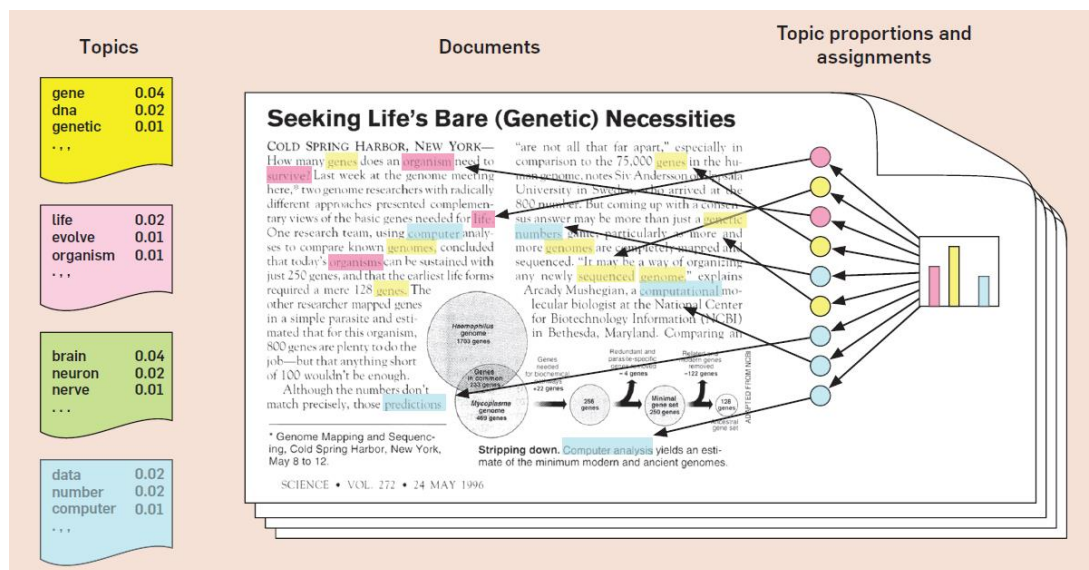 Topics
Documents
Topic proportions and
assignments
gene 0.04
dna 0.02
genetic 0.01
. , ,
life 0.02
evolve 0.01
organism 0.01
. , ,
brain 0.04
neuron 0.02
nerve 0.01
...
data 0.02
number 0.02
computer 0.01
. , ,
Seeking Life's Bare (Genetic) Necessities
COLD SPRING HARBOR, NEW YORK—
How many genes does an organism need to
survive? Last week at the genome meeting
here,* two genome researchers with radically
different approaches presented complemen-
tary views of the basic genes needed for life.
One research team, using computer analy-
ses to compare known genomes, concluded
that today's organisms can be sustained with
just 250 genes, and that the earliest life forms
required a mere 128 genes. The
other researcher mapped genes
in a simple parasite and esti-
mated that for this organism,
800 genes are plenty to do the
job—but that anything short
of 100 wouldn't be enough.
Although the numbers don't
match precisely, those predictions
* Genome Mapping and Sequenc-
ing, Cold Spring Harbor, New York,
May 8 to 12.
"are not all that far apart," especially in
comparison to the 75,000 genes in the hu-
man genome, notes Siv Andersson of Uppsala
University in Sweden, who arrived at the
800 number. But coming up with a consen-
sus answer may be more than just a genetic
numbers game, particularly as more and
more genomes are completely mapped and
sequenced. "It may be a way of organizing
any newly sequenced genome," explains
Arcady Mushegian, a computational mo-
lecular biologist at the National Center
for Biotechnology Information (NCBI)
in Bethesda, Maryland. Comparing an
Haemophilus
genome
1703 genes
Genes
in common
233 genes
Mycoplasma
genome
469 genes
Genes
needed
for biochemical
pathways
+22 genes
256
genes
Redundant and
parasite-specific
genes removed
–4 genes
Minimal
gene set
250 genes
Related and
modern genes
removed
–122 genes
128
genes
Ancestral
gene set
ADAPTED FROM NCBI
Stripping down. Computer analysis yields an esti-
mate of the minimum modern and ancient genomes.
SCIENCE • VOL. 272 • 24 MAY 1996